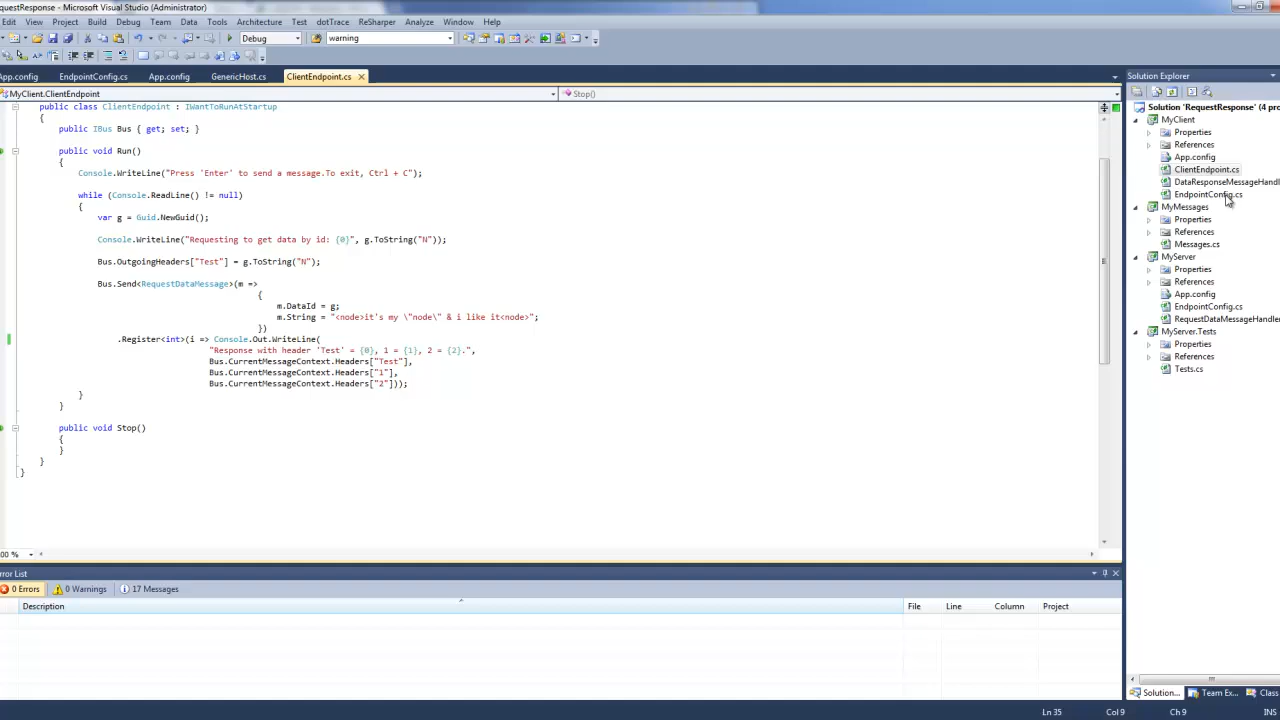 equestResponse - Microsoft Visual Studio (Administrator)
Edit View Project Build Debug Team Data Tools Architecture Test dotTrace ReSharper Analyze Window Help
Debug warning
App.config EndpointConfig.cs App.config GenericHost.cs ClientEndpoint.cs
MyClient.ClientEndpoint Stop()
public class ClientEndpoint : IWantToRunAtStartup
{
public IBus Bus { get; set; }
public void Run()
{
Console.WriteLine("Press 'Enter' to send a message.To exit, Ctrl + C");
while (Console.ReadLine() != null)
{
var g = Guid.NewGuid();
Console.WriteLine("Requesting to get data by id: {0}", g.ToString("N"));
Bus.OutgoingHeaders["Test"] = g.ToString("N");
Bus.Send<RequestDataMessage>(m =>
{
m.DataId = g;
m.String = "<node>it's my \"node\" & i like it<node>";
})
.Register<int>(i => Console.Out.WriteLine(
"Response with header 'Test' = {0}, 1 = {1}, 2 = {2}.",
Bus.CurrentMessageContext.Headers["Test"],
Bus.CurrentMessageContext.Headers["1"],
Bus.CurrentMessageContext.Headers["2"]));
}
}
public void Stop()
{
}
}
}
00 %
rror List
0 Errors 0 Warnings 17 Messages
Description File Line Column Project
Solution Explorer
Solution 'RequestResponse' (4 pro
MyClient
Properties
References
App.config
ClientEndpoint.cs
DataResponseMessageHandl
EndpointConfig.cs
MyMessages
Properties
References
Messages.cs
MyServer
Properties
References
App.config
EndpointConfig.cs
RequestDataMessageHandler
MyServer.Tests
Properties
References
Tests.cs
Solution... Team Ex... Class
Ln 35 Col 9 Ch 9 INS